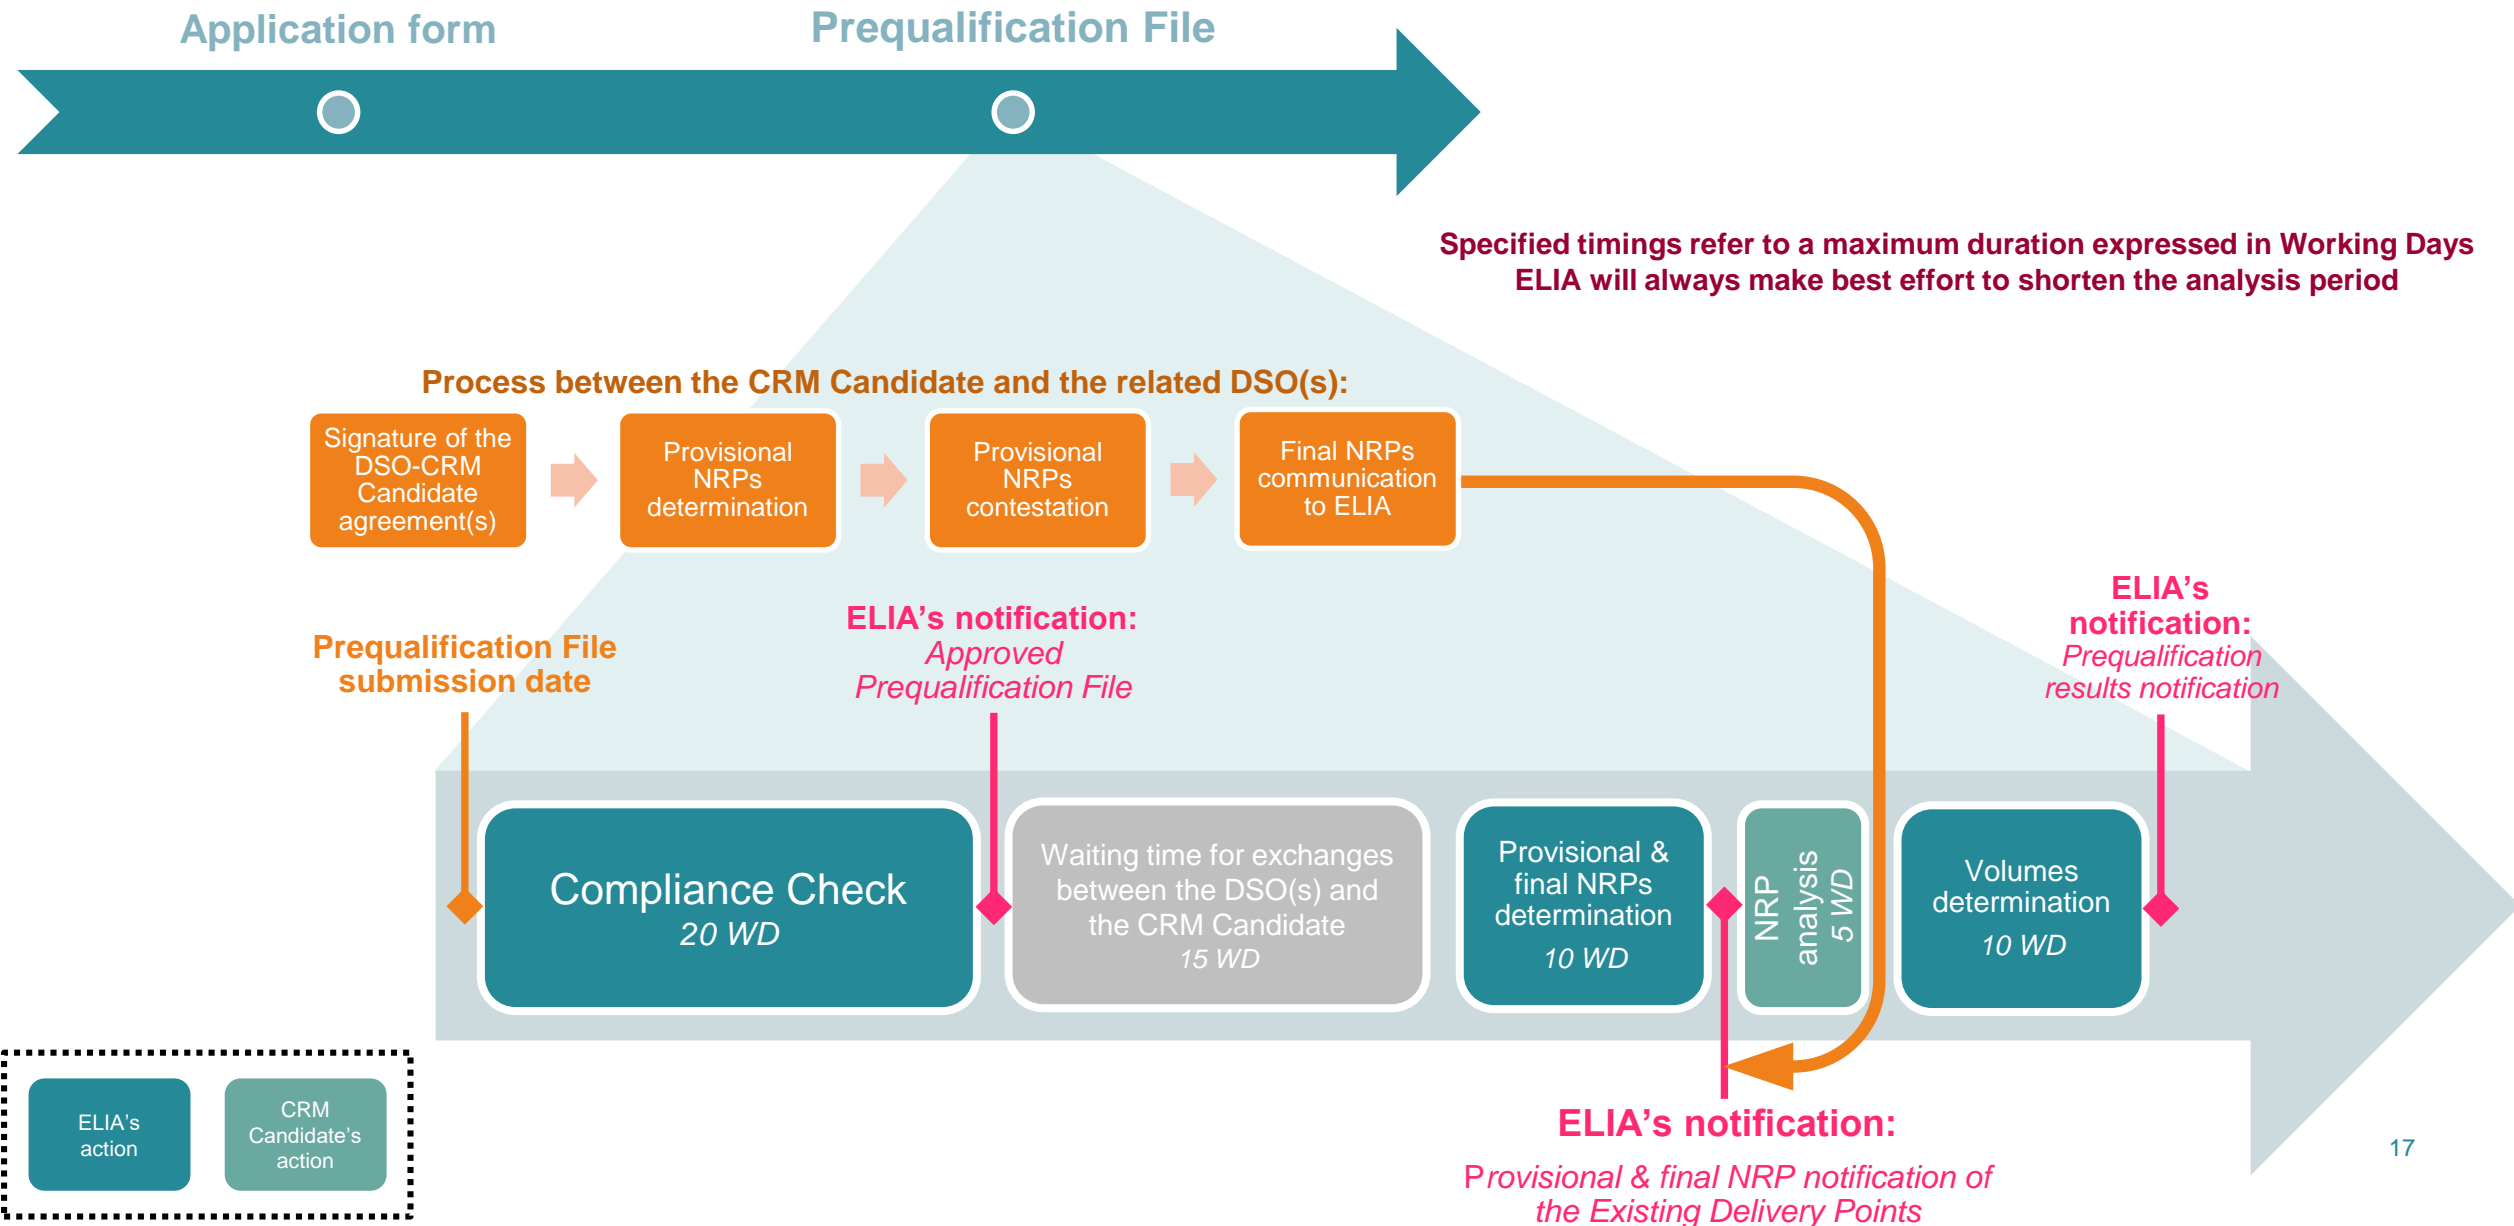 Application form
Prequalification File
Specified timings refer to a maximum duration expressed in Working Days
ELIA will always make best effort to shorten the analysis period
Process between the CRM Candidate and the related DSO(s):
Signature of the
DSO-CRM
Candidate
agreement(s)
Provisional
NRPs
determination
Provisional
NRPs
contestation
Final NRPs
communication
to ELIA
Prequalification File
submission date
ELIA’s notification:
Approved
Prequalification File
ELIA’s
notification:
Prequalification
results notification
Compliance Check
20 WD
Waiting time for exchanges
between the DSO(s) and
the CRM Candidate
15 WD
Provisional &
final NRPs
determination
10 WD
NRP
analysis
5 WD
Volumes
determination
10 WD
ELIA’s
action
CRM
Candidate’s
action
ELIA’s notification:
Provisional & final NRP notification of
the Existing Delivery Points
17